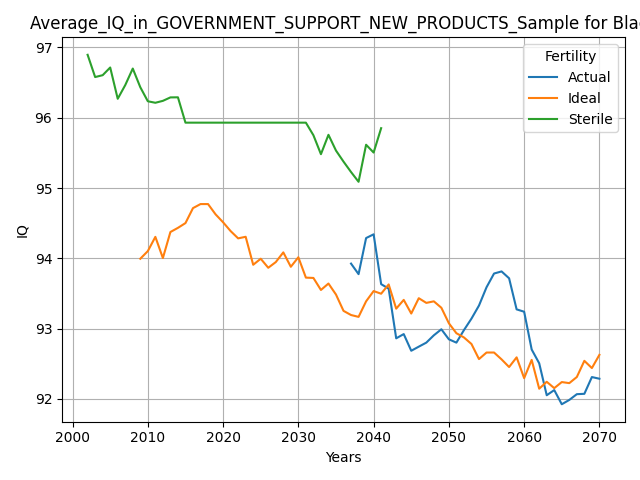 Average_IQ_in_GOVERNMENT_SUPPORT_NEW_PRODUCTS_Sample for Bla
97
96
95
94
93
92
IQ
Fertility
Actual
Ideal
Sterile
2000 2010 2020 2030 2040 2050 2060 2070
Years